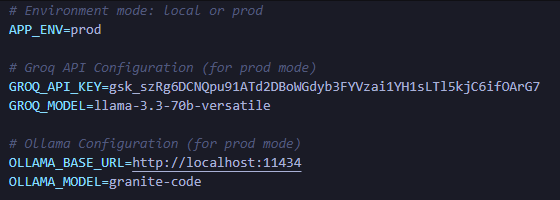 # Environment mode: local or prod
APP_ENV=prod
# Groq API Configuration (for prod mode)
GROQ_API_KEY=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
GROQ_MODEL=llama-3.3-70b-versatile
# Ollama Configuration (for prod mode)
OLLAMA_BASE_URL=http://localhost:11434
OLLAMA_MODEL=granite-code